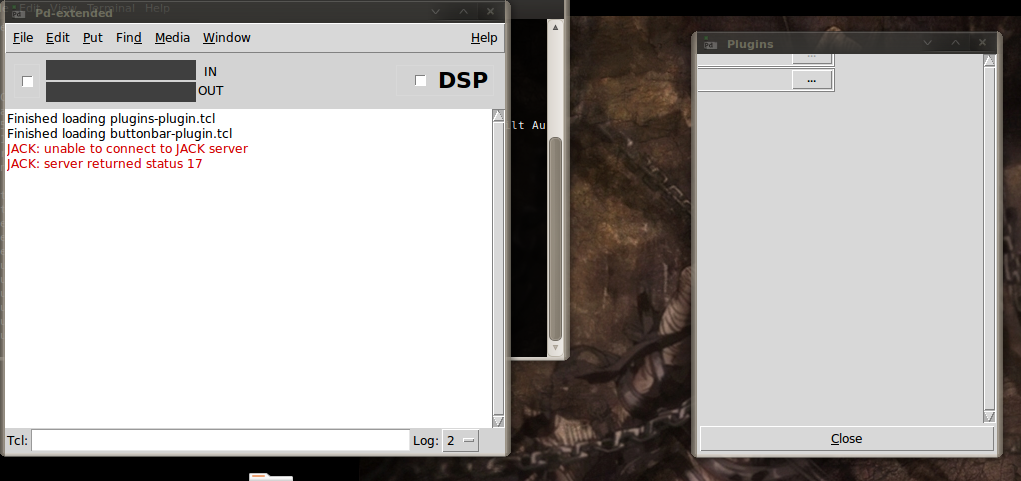 Edit View Terminal Help
Pd-extended
File Edit Put Find Media Window Help
IN
OUT
DSP
Finished loading plugins-plugin.tcl
Finished loading buttonbar-plugin.tcl
JACK: unable to connect to JACK server
JACK: server returned status 17
Tcl:
Log: 2
lt Au
Plugins
...
...
Close